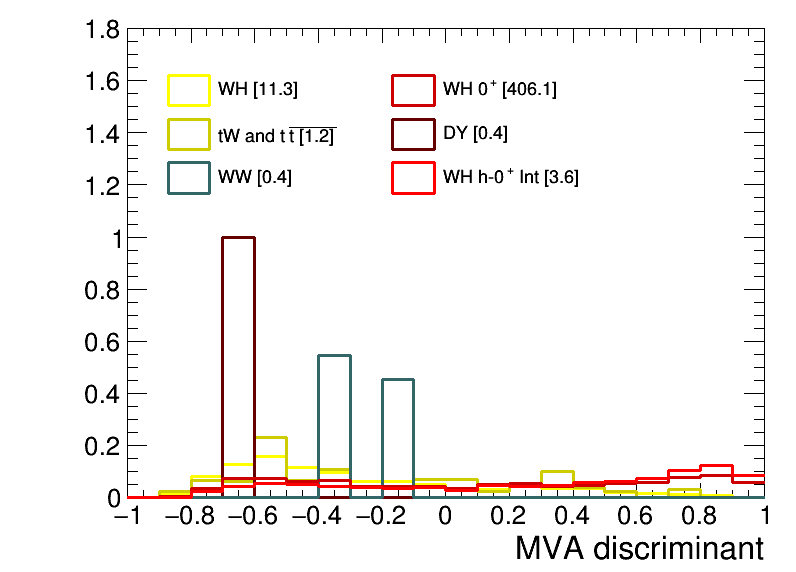 1.8
1.6
WH [11.3] WH 0⁺ [406.1]
1.4
tW and t t̅ [1.2] DY [0.4]
1.2
WW [0.4] WH h-0⁺ Int [3.6]
1
0.8
0.6
0.4
0.2
0
−1 −0.8 −0.6 −0.4 −0.2 0 0.2 0.4 0.6 0.8 1
MVA discriminant